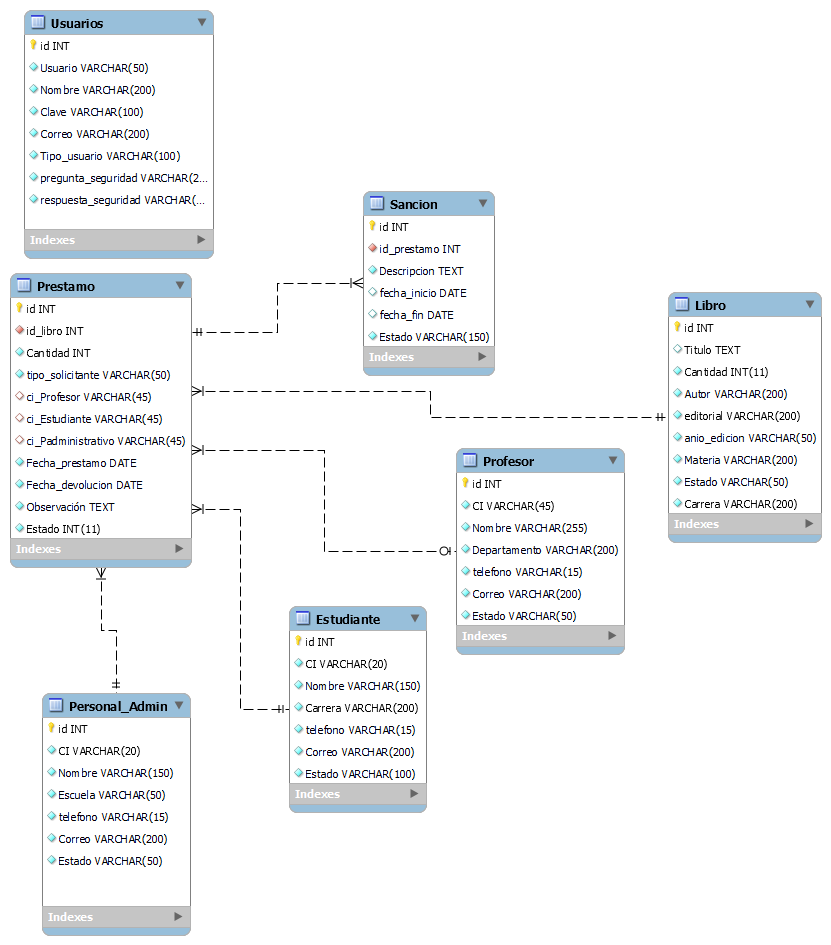 Usuarios
id INT
Usuario VARCHAR(50)
Nombre VARCHAR(200)
Clave VARCHAR(100)
Correo VARCHAR(200)
Tipo_usuario VARCHAR(100)
pregunta_seguridad VARCHAR(2...
respuesta_seguridad VARCHAR(...
Indexes
Sancion
id INT
id_prestamo INT
Descripcion TEXT
fecha_inicio DATE
fecha_fin DATE
Estado VARCHAR(150)
Indexes
Prestamo
id INT
id_libro INT
Cantidad INT
tipo_solicitante VARCHAR(50)
ci_Profesor VARCHAR(45)
ci_Estudiante VARCHAR(45)
ci_Padministrativo VARCHAR(45)
Fecha_prestamo DATE
Fecha_devolucion DATE
Observación TEXT
Estado INT(11)
Indexes
Libro
id INT
Titulo TEXT
Cantidad INT(11)
Autor VARCHAR(200)
editorial VARCHAR(200)
anio_edicion VARCHAR(50)
Materia VARCHAR(200)
Estado VARCHAR(50)
Carrera VARCHAR(200)
Indexes
Profesor
id INT
CI VARCHAR(45)
Nombre VARCHAR(255)
Departamento VARCHAR(200)
telefono VARCHAR(15)
Correo VARCHAR(200)
Estado VARCHAR(50)
Indexes
Estudiante
id INT
CI VARCHAR(20)
Nombre VARCHAR(150)
Carrera VARCHAR(200)
telefono VARCHAR(15)
Correo VARCHAR(200)
Estado VARCHAR(100)
Indexes
Personal_Admin
id INT
CI VARCHAR(20)
Nombre VARCHAR(150)
Escuela VARCHAR(50)
telefono VARCHAR(15)
Correo VARCHAR(200)
Estado VARCHAR(50)
Indexes